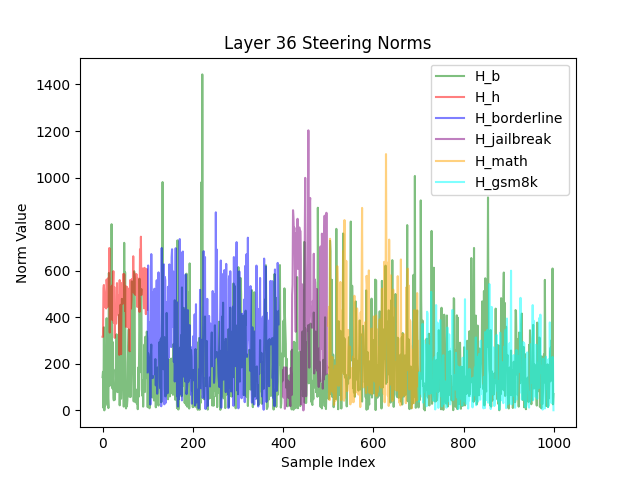 Layer 36 Steering Norms
Norm Value
1400
1200
1000
800
600
400
200
0
H_b
H_h
H_borderline
H_jailbreak
H_math
H_gsm8k
0 200 400 600 800 1000
Sample Index